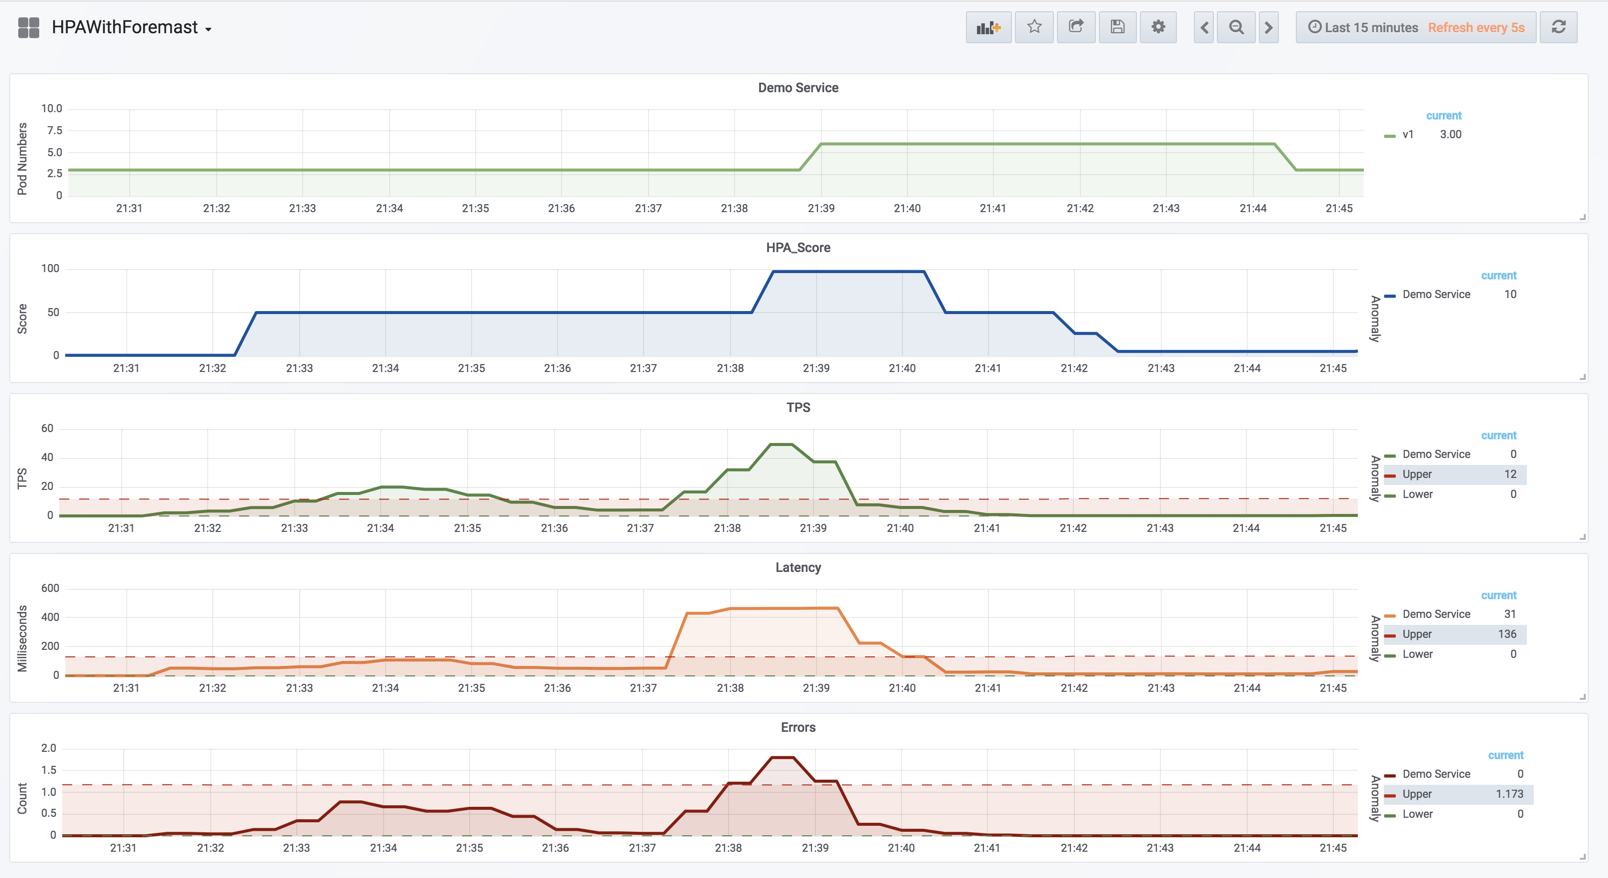 HPAWithForemast
Last 15 minutes Refresh every 5s
Demo Service
Pod Numbers
10.0
7.5
5.0
2.5
0
21:31 21:32 21:33 21:34 21:35 21:36 21:37 21:38 21:39 21:40 21:41 21:42 21:43 21:44 21:45
current
v1 3.00
HPA_Score
Score
100
50
0
21:31 21:32 21:33 21:34 21:35 21:36 21:37 21:38 21:39 21:40 21:41 21:42 21:43 21:44 21:45
Anomaly
current
Demo Service 10
TPS
TPS
60
40
20
0
21:31 21:32 21:33 21:34 21:35 21:36 21:37 21:38 21:39 21:40 21:41 21:42 21:43 21:44 21:45
Anomaly
current
Demo Service 0
Upper 12
Lower 0
Latency
Milliseconds
600
400
200
0
21:31 21:32 21:33 21:34 21:35 21:36 21:37 21:38 21:39 21:40 21:41 21:42 21:43 21:44 21:45
Anomaly
current
Demo Service 31
Upper 136
Lower 0
Errors
Count
2.0
1.5
1.0
0.5
0
21:31 21:32 21:33 21:34 21:35 21:36 21:37 21:38 21:39 21:40 21:41 21:42 21:43 21:44 21:45
Anomaly
current
Demo Service 0
Upper 1.173
Lower 0